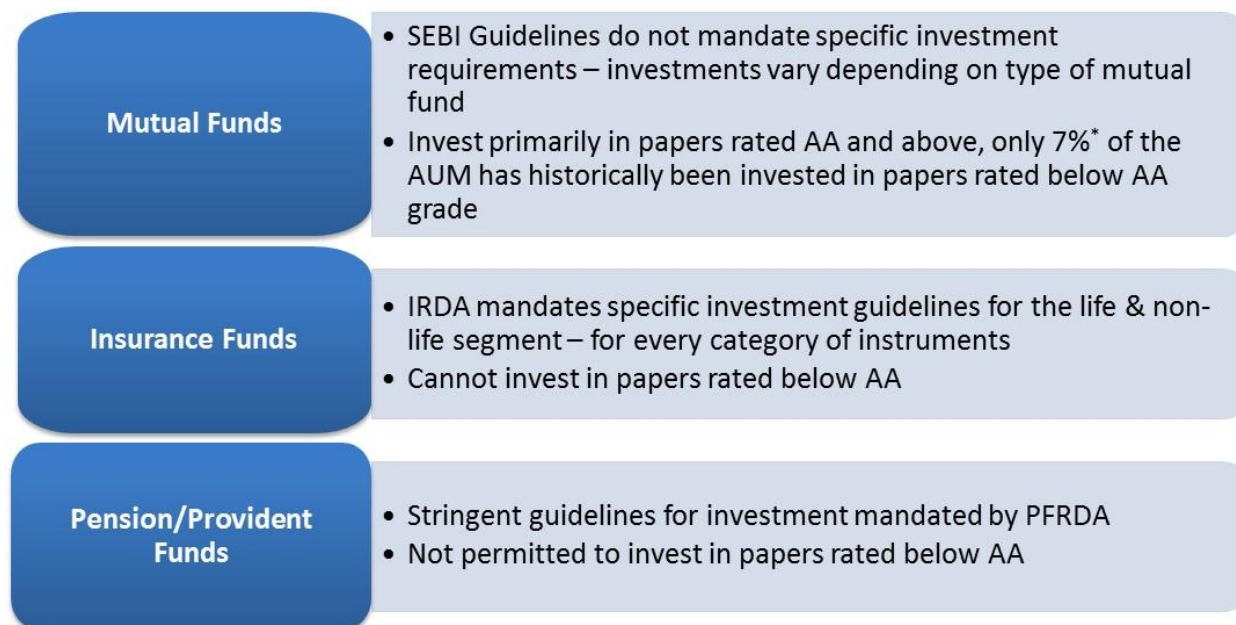 Mutual Funds
• SEBI Guidelines do not mandate specific investment
requirements – investments vary depending on type of mutual
fund
• Invest primarily in papers rated AA and above, only 7%* of the
AUM has historically been invested in papers rated below AA
grade
Insurance Funds
• IRDA mandates specific investment guidelines for the life & non-
life segment – for every category of instruments
• Cannot invest in papers rated below AA
Pension/Provident
Funds
• Stringent guidelines for investment mandated by PFRDA
• Not permitted to invest in papers rated below AA